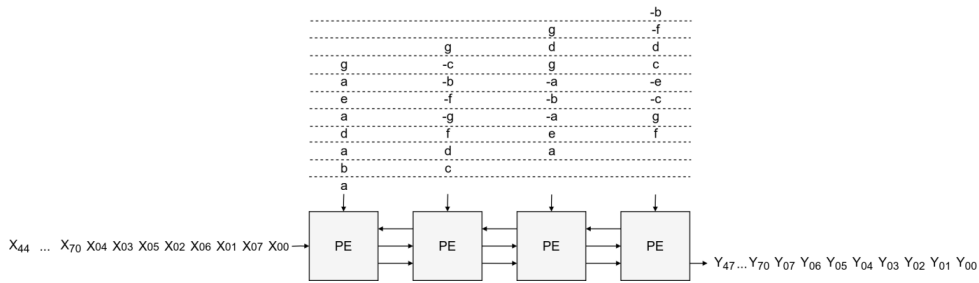 -b
g -f
g d d
g -c g c
a -b -a -e
e -f -b -c
a -g -a g
d f e f
a d a
b c
a
X₄₄ ... X₇₀ X₀₄ X₀₃ X₀₅ X₀₂ X₀₆ X₀₁ X₀₇ X₀₀ PE PE PE PE
Y₄₇ ... Y₇₀ Y₀₇ Y₀₆ Y₀₅ Y₀₄ Y₀₃ Y₀₂ Y₀₁ Y₀₀